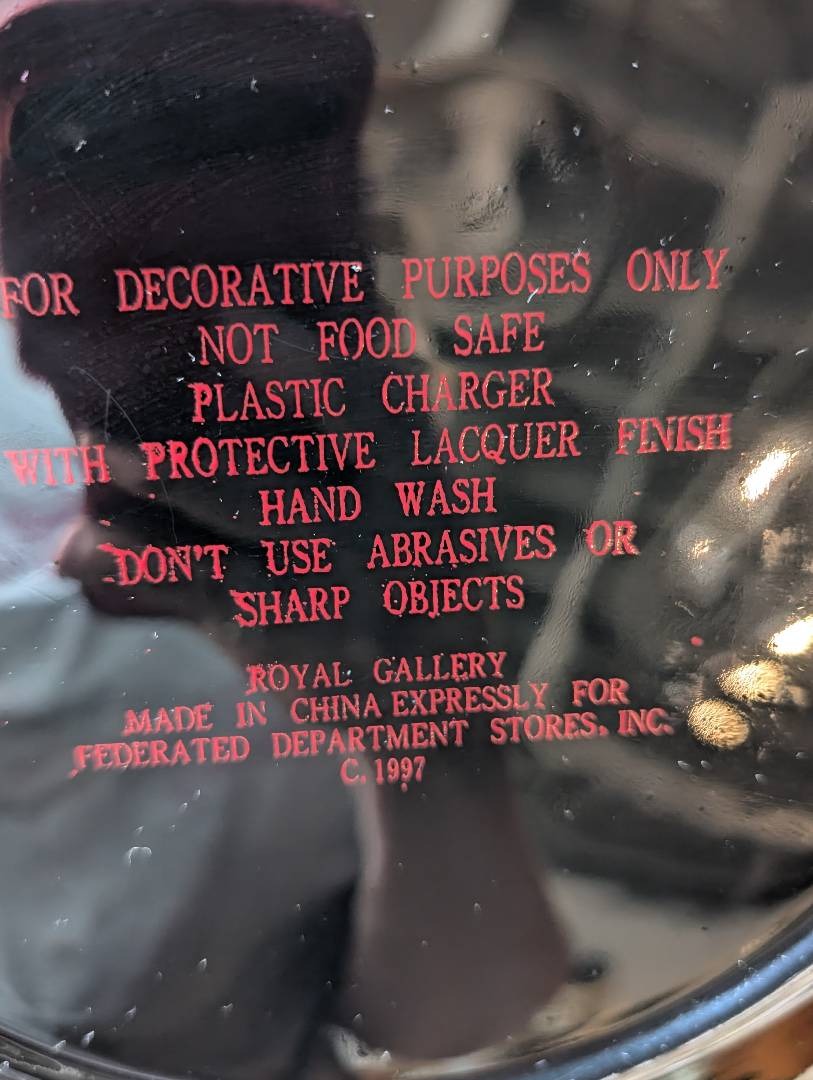 FOR DECORATIVE PURPOSES ONLY
NOT FOOD SAFE
PLASTIC CHARGER
WITH PROTECTIVE LACQUER FINISH
HAND WASH
DON'T USE ABRASIVES OR
SHARP OBJECTS
ROYAL GALLERY
MADE IN CHINA EXPRESSLY FOR
FEDERATED DEPARTMENT STORES, INC.
C. 1997